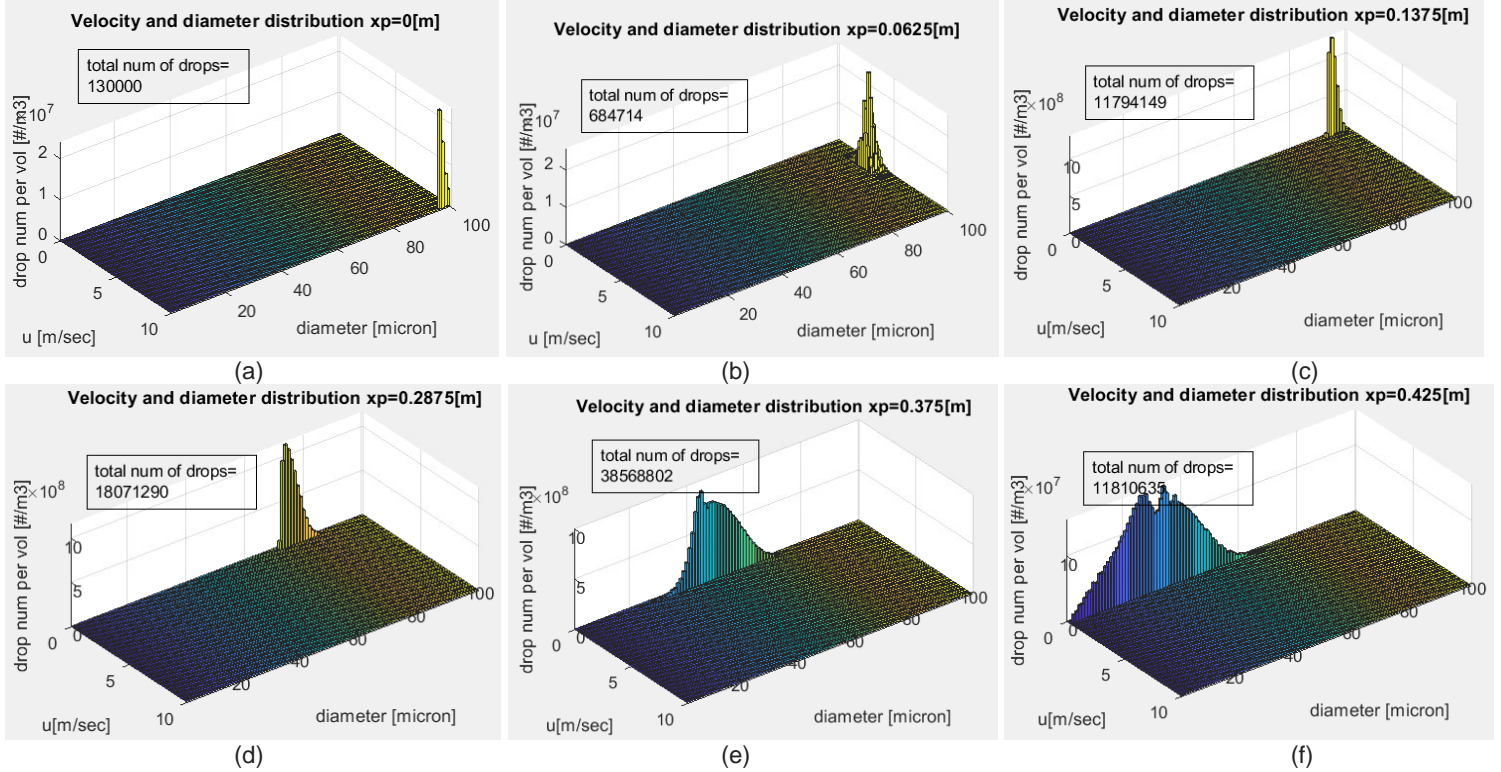 Velocity and diameter distribution xp=0[m]
total num of drops=
130000
10^7
drop num per vol [#/m3]
2
1
0
0
5
10
u [m/sec]
20
40
60
80
100
diameter [micron]
(a)
Velocity and diameter distribution xp=0.0625[m]
total num of drops=
684714
10^7
drop num per vol [#/m3]
2
1
0
0
5
10
u [m/sec]
20
40
60
80
100
diameter [micron]
(b)
Velocity and diameter distribution xp=0.1375[m]
total num of drops=
11794149
×10^8
drop num per vol [#/m3]
10
5
0
0
5
10
u[m/sec]
20
40
60
80
100
diameter [micron]
(c)
Velocity and diameter distribution xp=0.2875[m]
total num of drops=
18071290
×10^8
drop num per vol [#/m3]
10
5
0
0
5
10
u[m/sec]
20
40
60
80
100
diameter [micron]
(d)
Velocity and diameter distribution xp=0.375[m]
total num of drops=
38568802
×10^8
drop num per vol [#/m3]
10
5
0
0
5
10
u[m/sec]
20
40
60
80
100
diameter [micron]
(e)
Velocity and diameter distribution xp=0.425[m]
total num of drops=
11810635
×10^7
drop num per vol [#/m3]
10
0
0
5
10
u[m/sec]
20
40
60
80
100
diameter [micron]
(f)